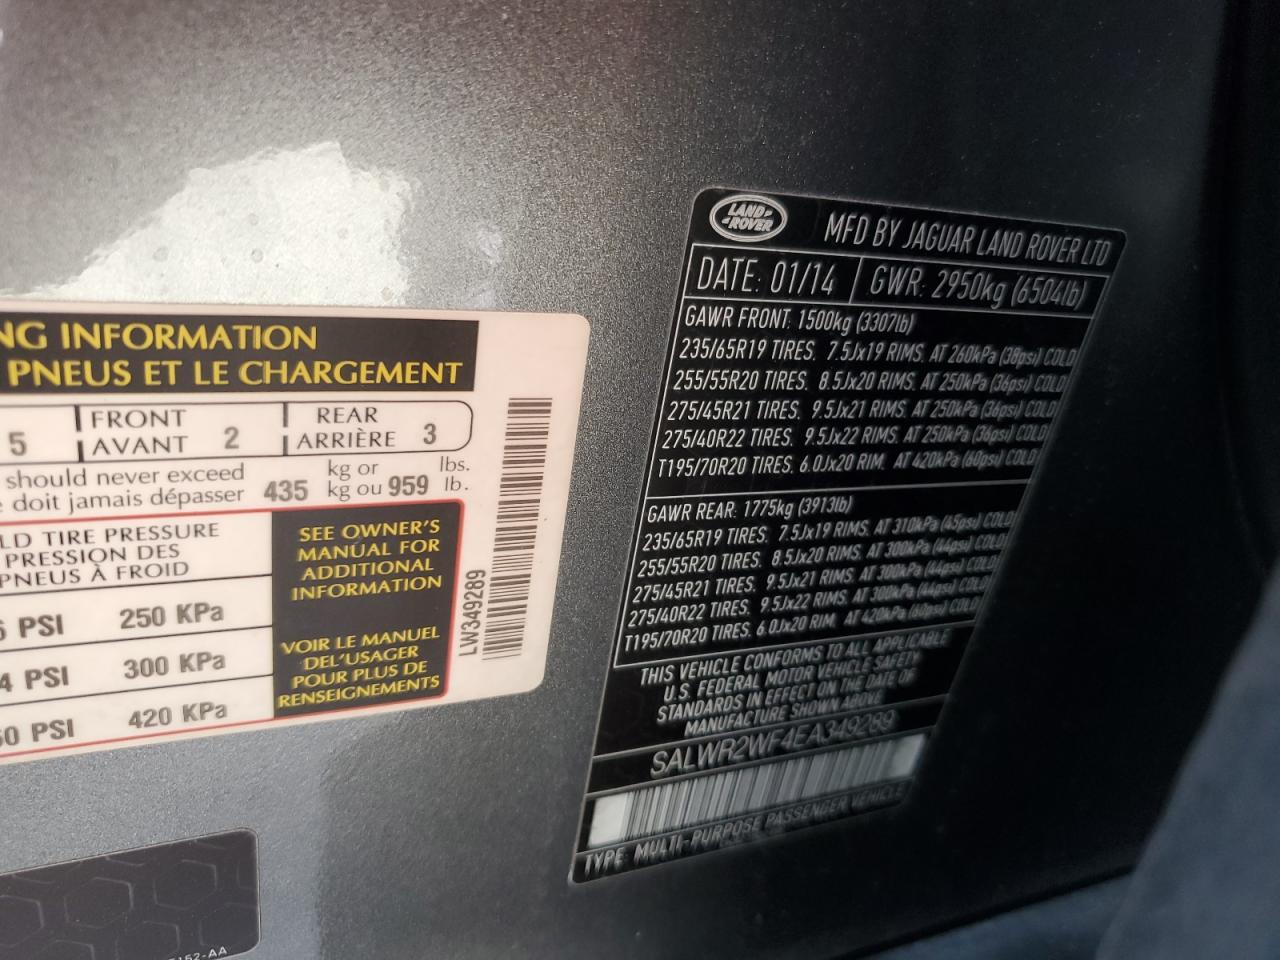 NG INFORMATION
PNEUS ET LE CHARGEMENT
5 FRONT AVANT 2 REAR ARRIÈRE 3
should never exceed kg or lbs.
doit jamais dépasser 435 kg ou 959 lb.
LD TIRE PRESSURE
PRESSION DES
PNEUS À FROID
PSI 250 KPa
4 PSI 300 KPa
60 PSI 420 KPa
SEE OWNER'S
MANUAL FOR
ADDITIONAL
INFORMATION
VOIR LE MANUEL
DEL'USAGER
POUR PLUS DE
RENSEIGNEMENTS
LW349289
LAND
ROVER
MFD BY JAGUAR LAND ROVER LTD
DATE: 01/14 GWR: 2950kg (6504lb)
GAWR FRONT: 1500kg (3307lb)
235/65R19 TIRES, 7.5Jx19 RIMS, AT 260kPa (38psi) COLD
255/55R20 TIRES, 8.5Jx20 RIMS, AT 250kPa (36psi) COLD
275/45R21 TIRES, 9.5Jx21 RIMS, AT 250kPa (36psi) COLD
275/40R22 TIRES, 9.5Jx22 RIMS, AT 250kPa (36psi) COLD
T195/70R20 TIRES, 6.0Jx20 RIM, AT 420kPa (60psi) COLD
GAWR REAR: 1775kg (3913lb)
235/65R19 TIRES, 7.5Jx19 RIMS, AT 310kPa (45psi) COLD
255/55R20 TIRES, 8.5Jx20 RIMS, AT 300kPa (44psi) COLD
275/45R21 TIRES, 9.5Jx21 RIMS, AT 300kPa (44psi) COLD
275/40R22 TIRES, 9.5Jx22 RIMS, AT 300kPa (44psi) COLD
T195/70R20 TIRES, 6.0Jx20 RIM, AT 420kPa (60psi) COLD
THIS VEHICLE CONFORMS TO ALL APPLICABLE
U.S. FEDERAL MOTOR VEHICLE SAFETY
STANDARDS IN EFFECT ON THE DATE OF
MANUFACTURE SHOWN ABOVE
SALWR2WF4EA349289
TYPE: MULTI-PURPOSE PASSENGER VEHICLE
152-AA